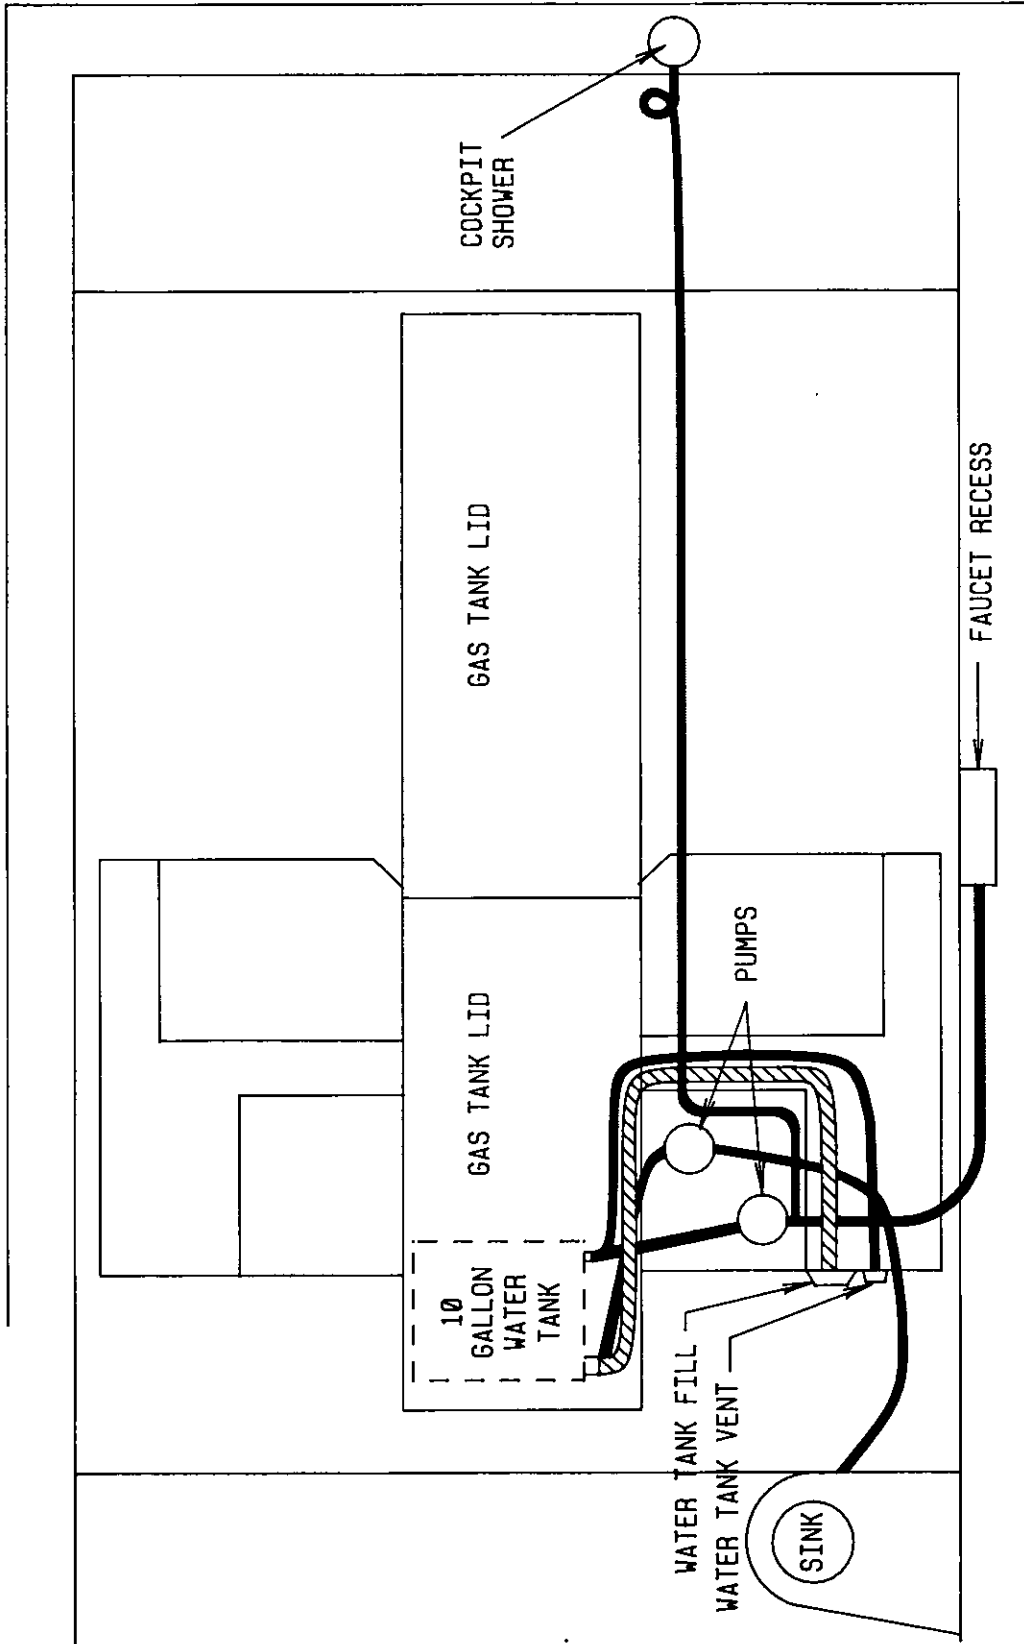 COCKPIT
SHOWER
GAS TANK LID
FAUCET RECESS
GAS TANK LID
PUMPS
10
GALLON
WATER
TANK
WATER TANK FILL
WATER TANK VENT
SINK